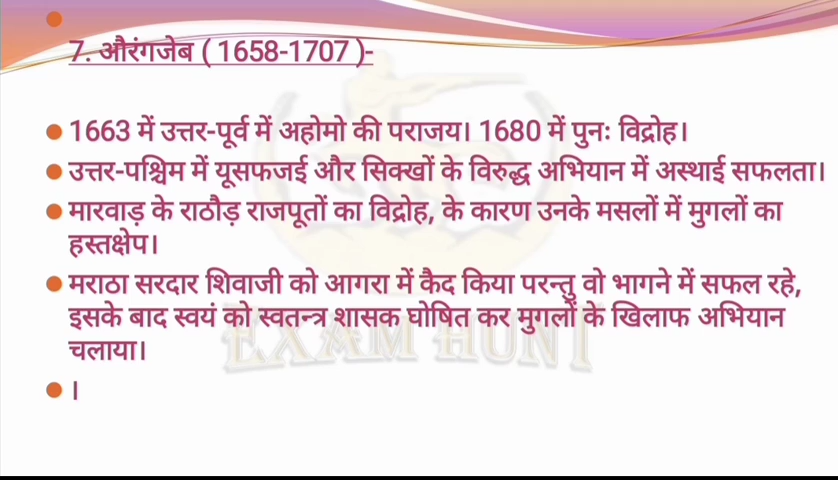 7. औरंगजेब ( 1658-1707 )-
1663 में उत्तर-पूर्व में अहोमो की पराजय। 1680 में पुनः विद्रोह।
उत्तर-पश्चिम में यूसफजई और सिक्खों के विरुद्ध अभियान में अस्थाई सफलता।
मारवाड़ के राठौड़ राजपूतों का विद्रोह, के कारण उनके मसलों में मुगलों का
हस्तक्षेप।
मराठा सरदार शिवाजी को आगरा में कैद किया परन्तु वो भागने में सफल रहे,
इसके बाद स्वयं को स्वतन्त्र शासक घोषित कर मुगलों के खिलाफ अभियान
चलाया।
।
EXAM HUNT